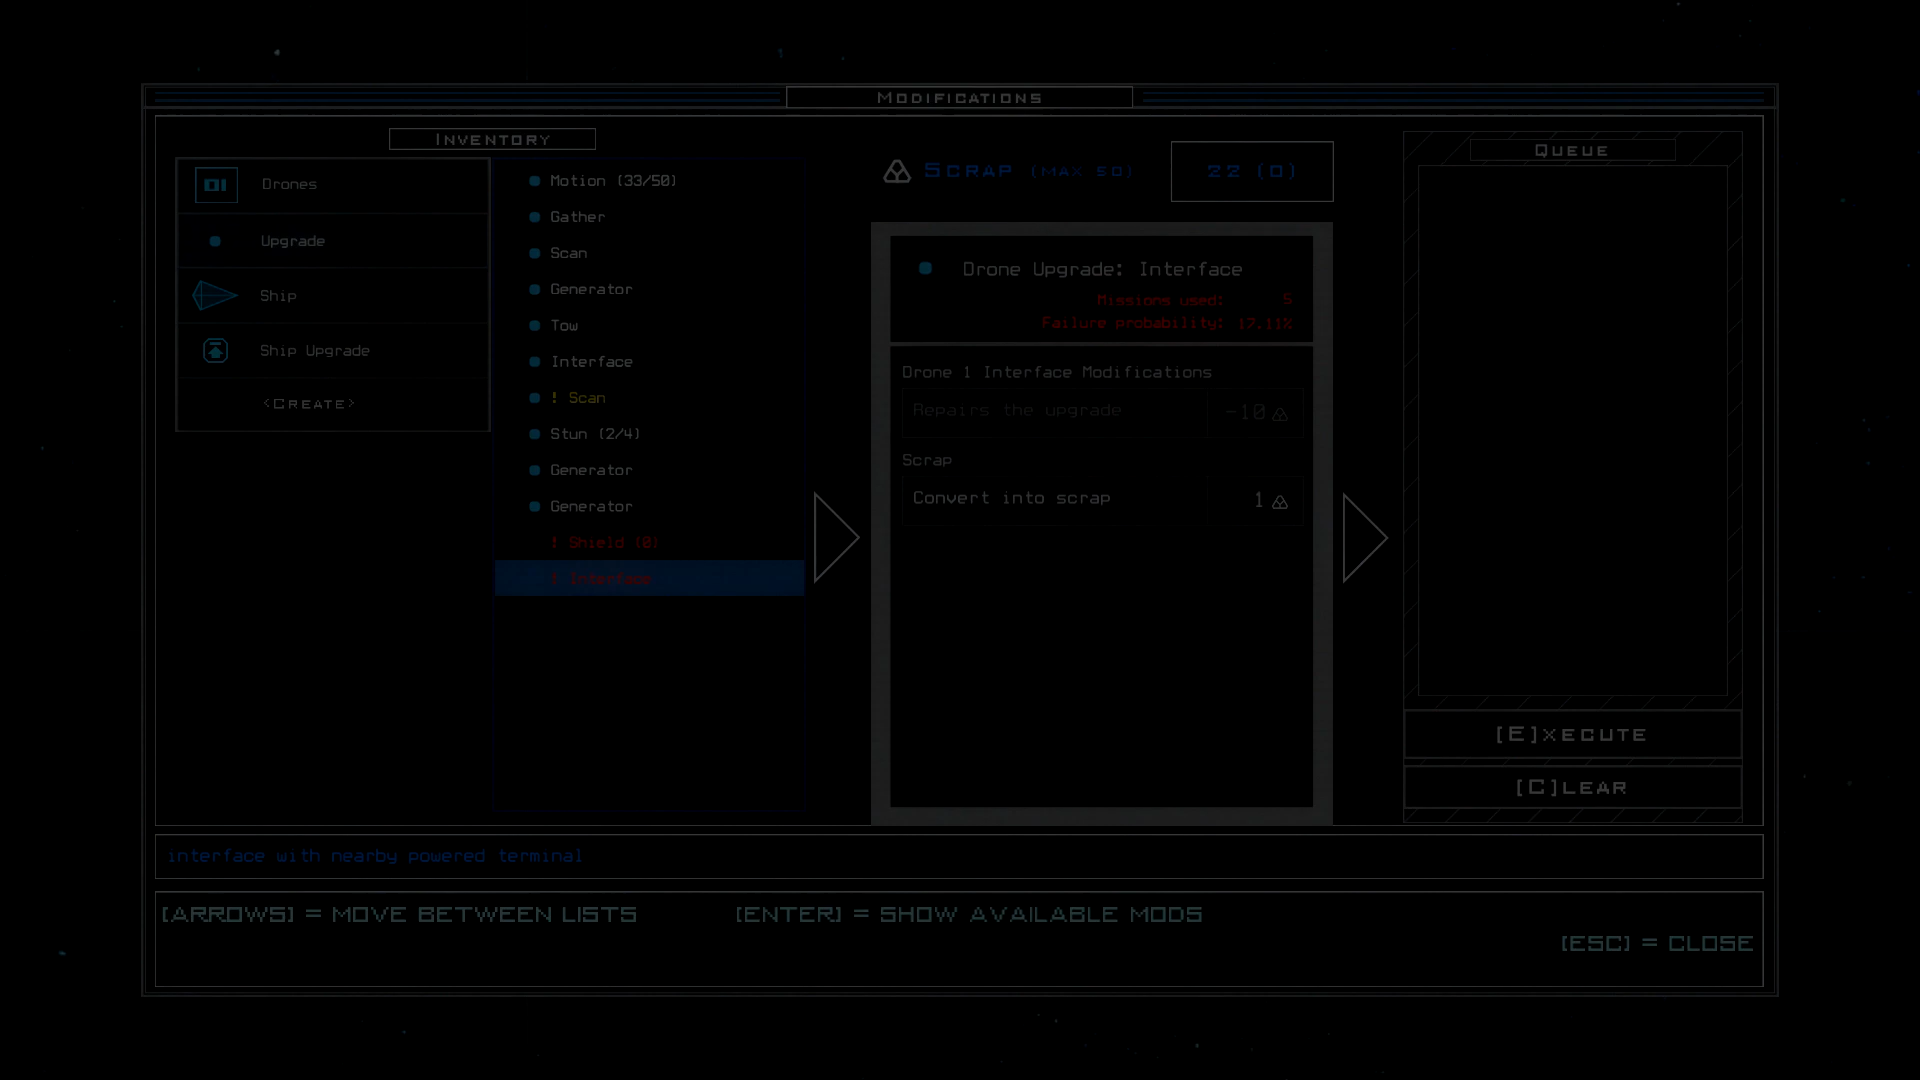 Modifications
Inventory
Drones
Upgrade
Ship
Ship Upgrade
<Create>
Motion (33/50)
Gather
Scan
Generator
Tow
Interface
! Scan
Stun (2/4)
Generator
Generator
! Shield (0)
! Interface
Scrap (max 50)
22 (0)
Drone Upgrade: Interface
Missions used: 5
Failure probability: 17.11%
Drone 1 Interface Modifications
Repairs the upgrade -10
Scrap
Convert into scrap 1
Queue
[E]xecute
[C]lear
interface with nearby powered terminal
[ARROWS] = MOVE BETWEEN LISTS [ENTER] = SHOW AVAILABLE MODS
[ESC] = CLOSE